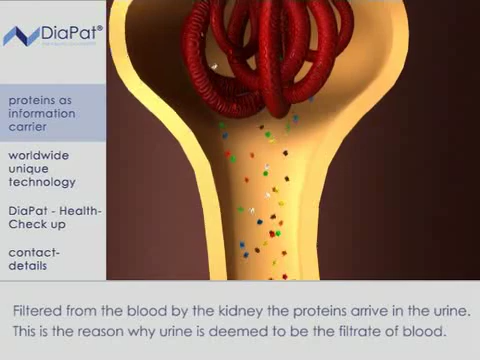 DiaPat®
proteins as
information
carrier
worldwide
unique
technology
DiaPat - Health-
Check up
contact-
details
Filtered from the blood by the kidney the proteins arrive in the urine.
This is the reason why urine is deemed to be the filtrate of blood.